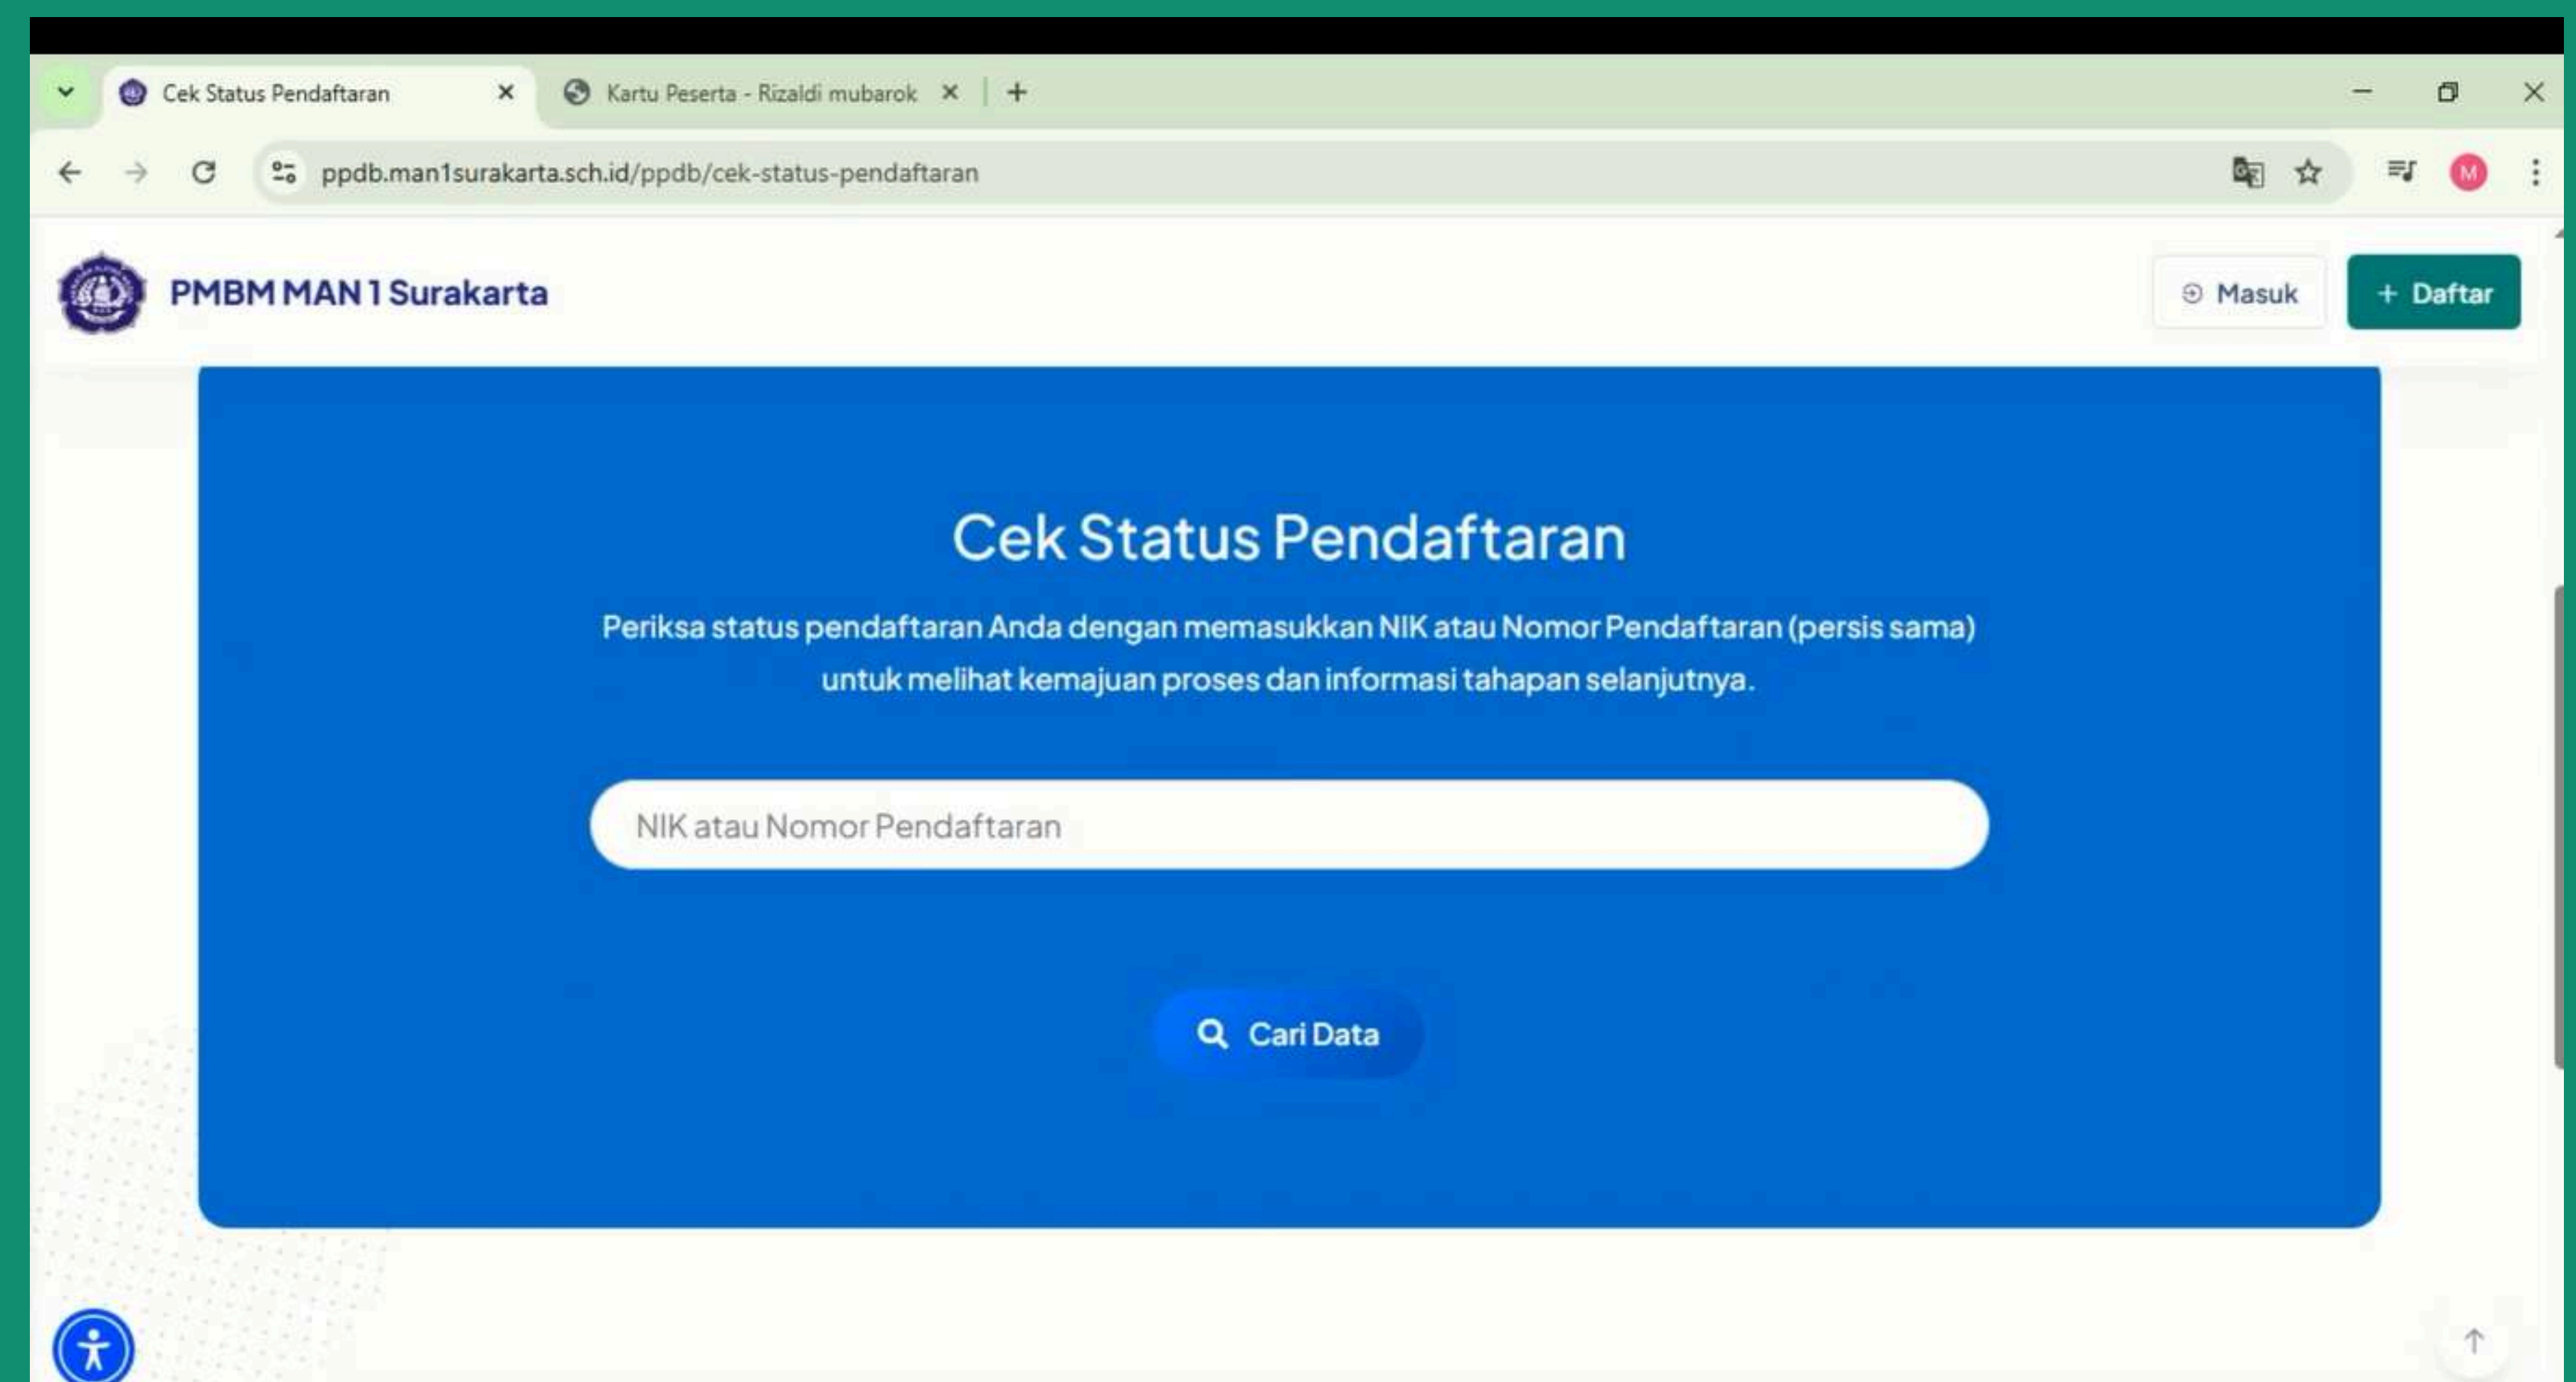 Cek Status Pendaftaran
Kartu Peserta - Rizaldi mubarok
ppdb.man1surakarta.sch.id/ppdb/cek-status-pendaftaran
M
PMBM MAN 1 Surakarta
Masuk
+ Daftar
Cek Status Pendaftaran
Periksa status pendaftaran Anda dengan memasukkan NIK atau Nomor Pendaftaran (persis sama)
untuk melihat kemajuan proses dan informasi tahapan selanjutnya.
NIK atau Nomor Pendaftaran
Cari Data